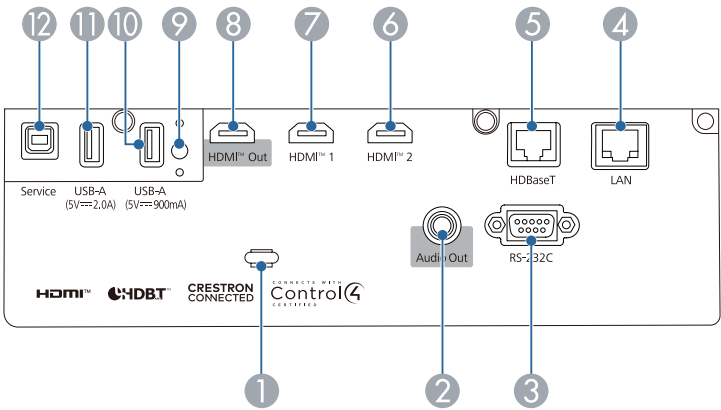 12 11 10 9 8 7 6 5 4
HDMI™ Out HDMI™ 1 HDMI™ 2
HDBaseT LAN
Service USB-A USB-A
(5V⎓2.0A) (5V⎓900mA)
Audio Out RS-232C
HDMI™ HDBT™ CRESTRON CONNECTED
CONNECTS WITH
Control4
CERTIFIED
1 2 3